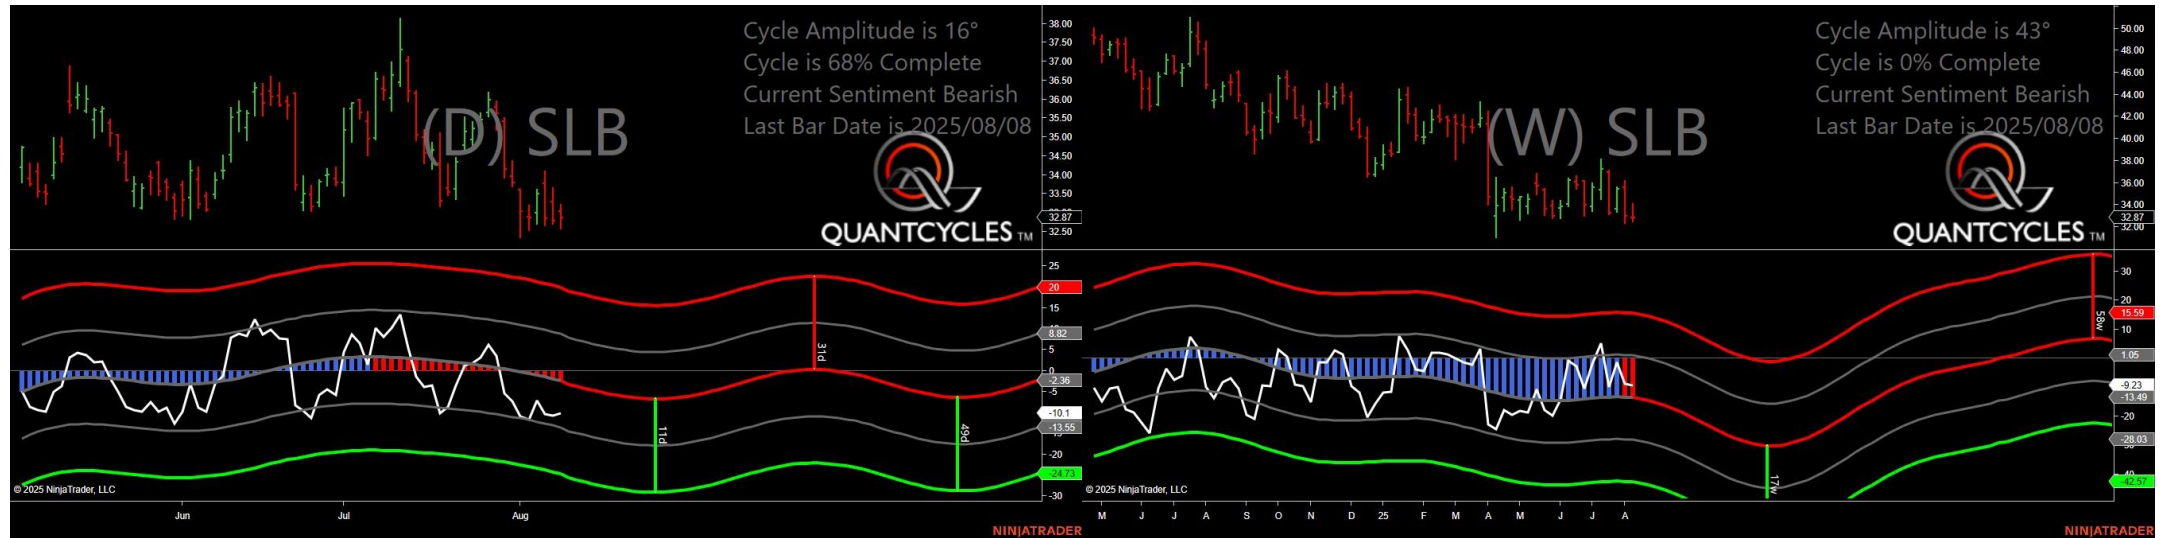 Cycle Amplitude is 16°
Cycle is 68% Complete
Current Sentiment Bearish
Last Bar Date is 2025/08/08
(D) SLB
QUANTCYCLES TM
38.00
37.50
37.00
36.50
36.00
35.50
35.00
34.50
34.00
33.50
32.87
32.50
25
20
15
8.82
5
0
-2.36
-5
-10.1
-13.55
-20
-24.73
-30
11d
31d
49d
© 2025 NinjaTrader, LLC
Jun Jul Aug
NINJATRADER
Cycle Amplitude is 43°
Cycle is 0% Complete
Current Sentiment Bearish
Last Bar Date is 2025/08/08
(W) SLB
QUANTCYCLES TM
50.00
48.00
46.00
44.00
42.00
40.00
38.00
36.00
34.00
32.87
32.00
30
20
15.59
10
1.05
-9.23
-13.49
-20
-28.03
-42.57
17w
58w
© 2025 NinjaTrader, LLC
M J J A S O N D 25 F M A M J J A
NINJATRADER